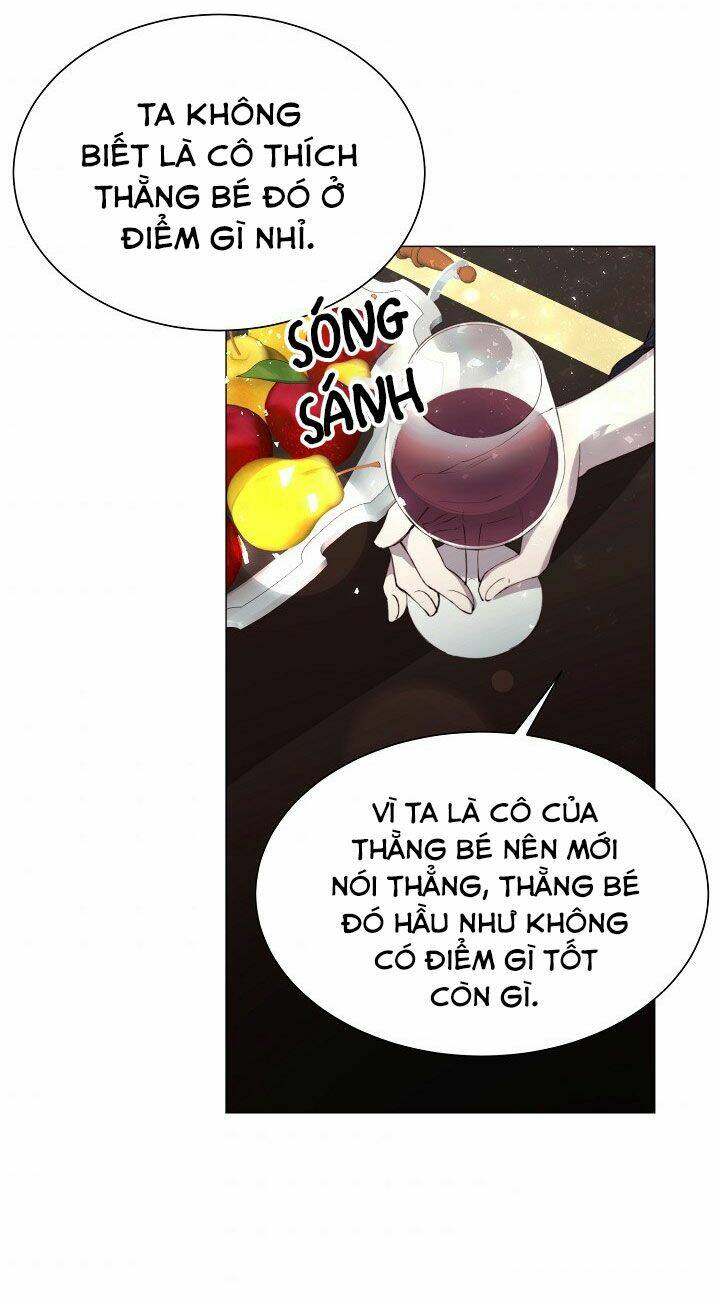 TA KHÔNG
BIẾT LÀ CÔ THÍCH
THẰNG BÉ ĐÓ Ở
ĐIỂM GÌ NHỈ.
SÓNG
SÁNH
VÌ TA LÀ CÔ CỦA
THẰNG BÉ NÊN MỚI
NÓI THẲNG, THẰNG BÉ
ĐÓ HẦU NHƯ KHÔNG
CÓ ĐIỂM GÌ TỐT
CÒN GÌ.